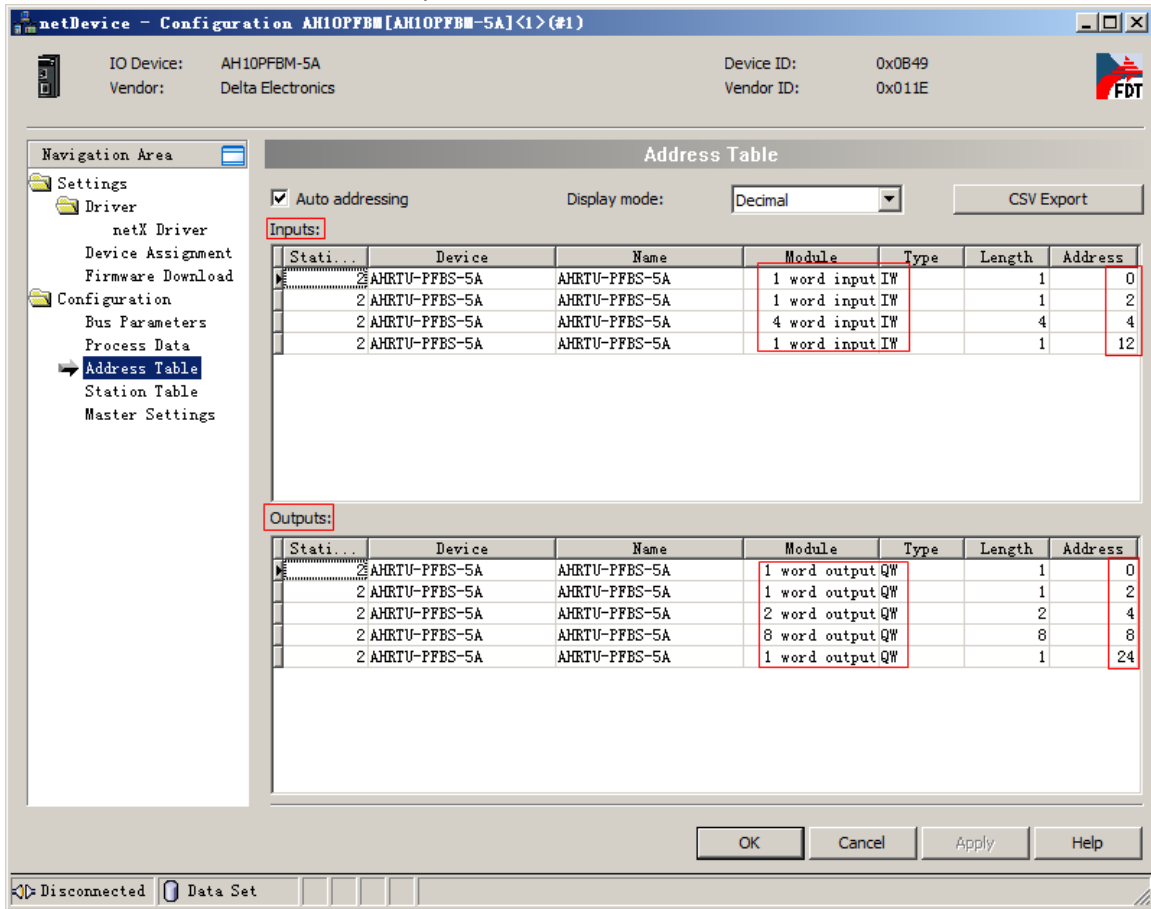 netDevice - Configuration AH10PFBM[AH10PFBM-5A]<1>(#1)
IO Device: AH10PFBM-5A Device ID: 0x0B49
Vendor: Delta Electronics Vendor ID: 0x011E
FDT
Navigation Area
Settings
Driver
netX Driver
Device Assignment
Firmware Download
Configuration
Bus Parameters
Process Data
Address Table
Station Table
Master Settings
Address Table
Auto addressing Display mode: Decimal CSV Export
Inputs:
Stati... Device Name Module Type Length Address
2 AHRTU-PFBS-5A AHRTU-PFBS-5A 1 word input IW 1 0
2 AHRTU-PFBS-5A AHRTU-PFBS-5A 1 word input IW 1 2
2 AHRTU-PFBS-5A AHRTU-PFBS-5A 4 word input IW 4 4
2 AHRTU-PFBS-5A AHRTU-PFBS-5A 1 word input IW 1 12
Outputs:
Stati... Device Name Module Type Length Address
2 AHRTU-PFBS-5A AHRTU-PFBS-5A 1 word output QW 1 0
2 AHRTU-PFBS-5A AHRTU-PFBS-5A 1 word output QW 1 2
2 AHRTU-PFBS-5A AHRTU-PFBS-5A 2 word output QW 2 4
2 AHRTU-PFBS-5A AHRTU-PFBS-5A 8 word output QW 8 8
2 AHRTU-PFBS-5A AHRTU-PFBS-5A 1 word output QW 1 24
OK Cancel Apply Help
Disconnected Data Set